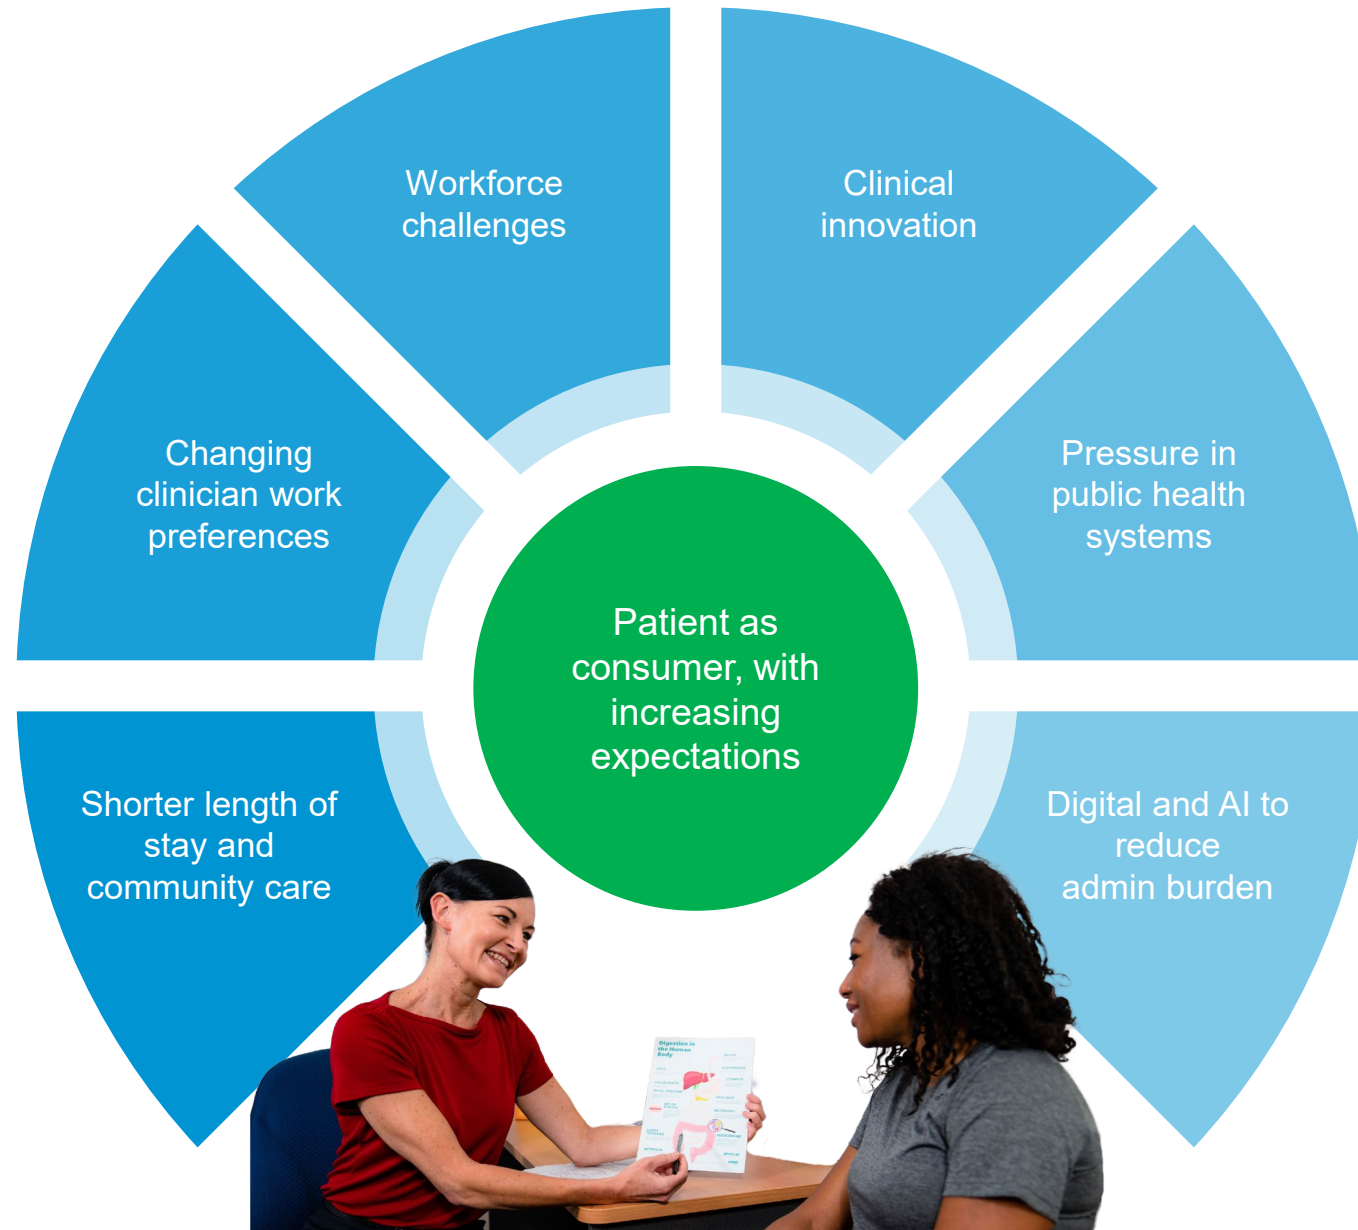 Workforce
challenges
Clinical
innovation
Changing
clinician work
preferences
Pressure in
public health
systems
Patient as
consumer, with
increasing
expectations
Shorter length of
stay and
community care
Digital and AI to
reduce
admin burden
Digestion in
the Human
Body